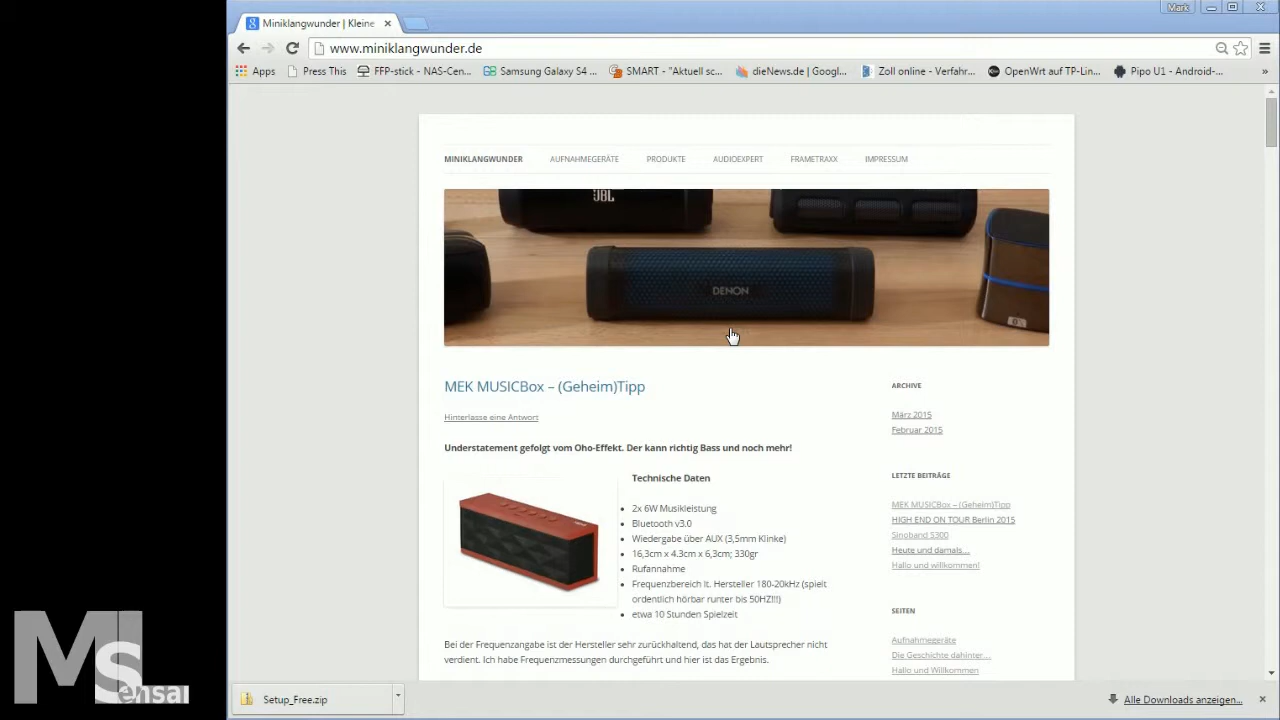 Mark
Miniklangwunder | Kleine
www.miniklangwunder.de
Apps
Press This
FFP-stick - NAS-Cen...
Samsung Galaxy S4 ...
SMART. "Aktuell sc...
dieNews.de | Googl...
Zoll online: Verfahr...
OpenWrt auf TP-Lin...
Pipo U1 - Android-...
MINIKLANGWUNDER
AUFNAHMEGERÄTE
PRODUKTE
AUDIOEXPERT
FRAMETRAXX
IMPRESSUM
JBL
DENON
MEK MUSICBox – (Geheim)Tipp
Hinterlasse eine Antwort
Understatement gefolgt vom Oho-Effekt. Der kann richtig Bass und noch mehr!
Technische Daten
2x 6W Musikleistung
Bluetooth v3.0
Wiedergabe über AUX (3,5mm Klinke)
16,3cm x 4.3cm x 6,3cm; 330gr
Rufannahme
Frequenzbereich lt. Hersteller 180-20kHz (spielt
ordentlich hörbar runter bis 50HZ!!!)
etwa 10 Stunden Spielzeit
Bei der Frequenzangabe ist der Hersteller sehr zurückhaltend, das hat der Lautsprecher nicht
verdient. Ich habe Frequenzmessungen durchgeführt und hier ist das Ergebnis.
ARCHIVE
März 2015
Februar 2015
LETZTE BEITRÄGE
MEK MUSICBox – (Geheim)Tipp
HIGH END ON TOUR Berlin 2015
Sinoband S300
Heute und damals...
Hallo und willkommen!
SEITEN
Aufnahmegeräte
Die Geschichte dahinter...
Hallo und Willkommen
MSensai
Setup_Free.zip
Alle Downloads anzeigen...